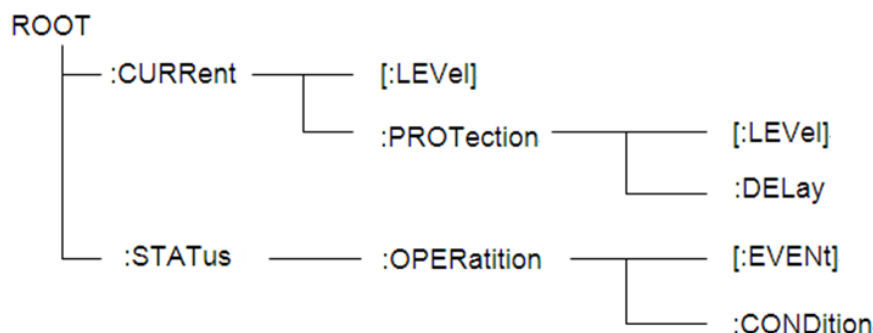 ROOT
:CURRent [:LEVel]
:PROTection [:LEVel]
:DELay
:STATus :OPERatition [:EVENt]
:CONDition